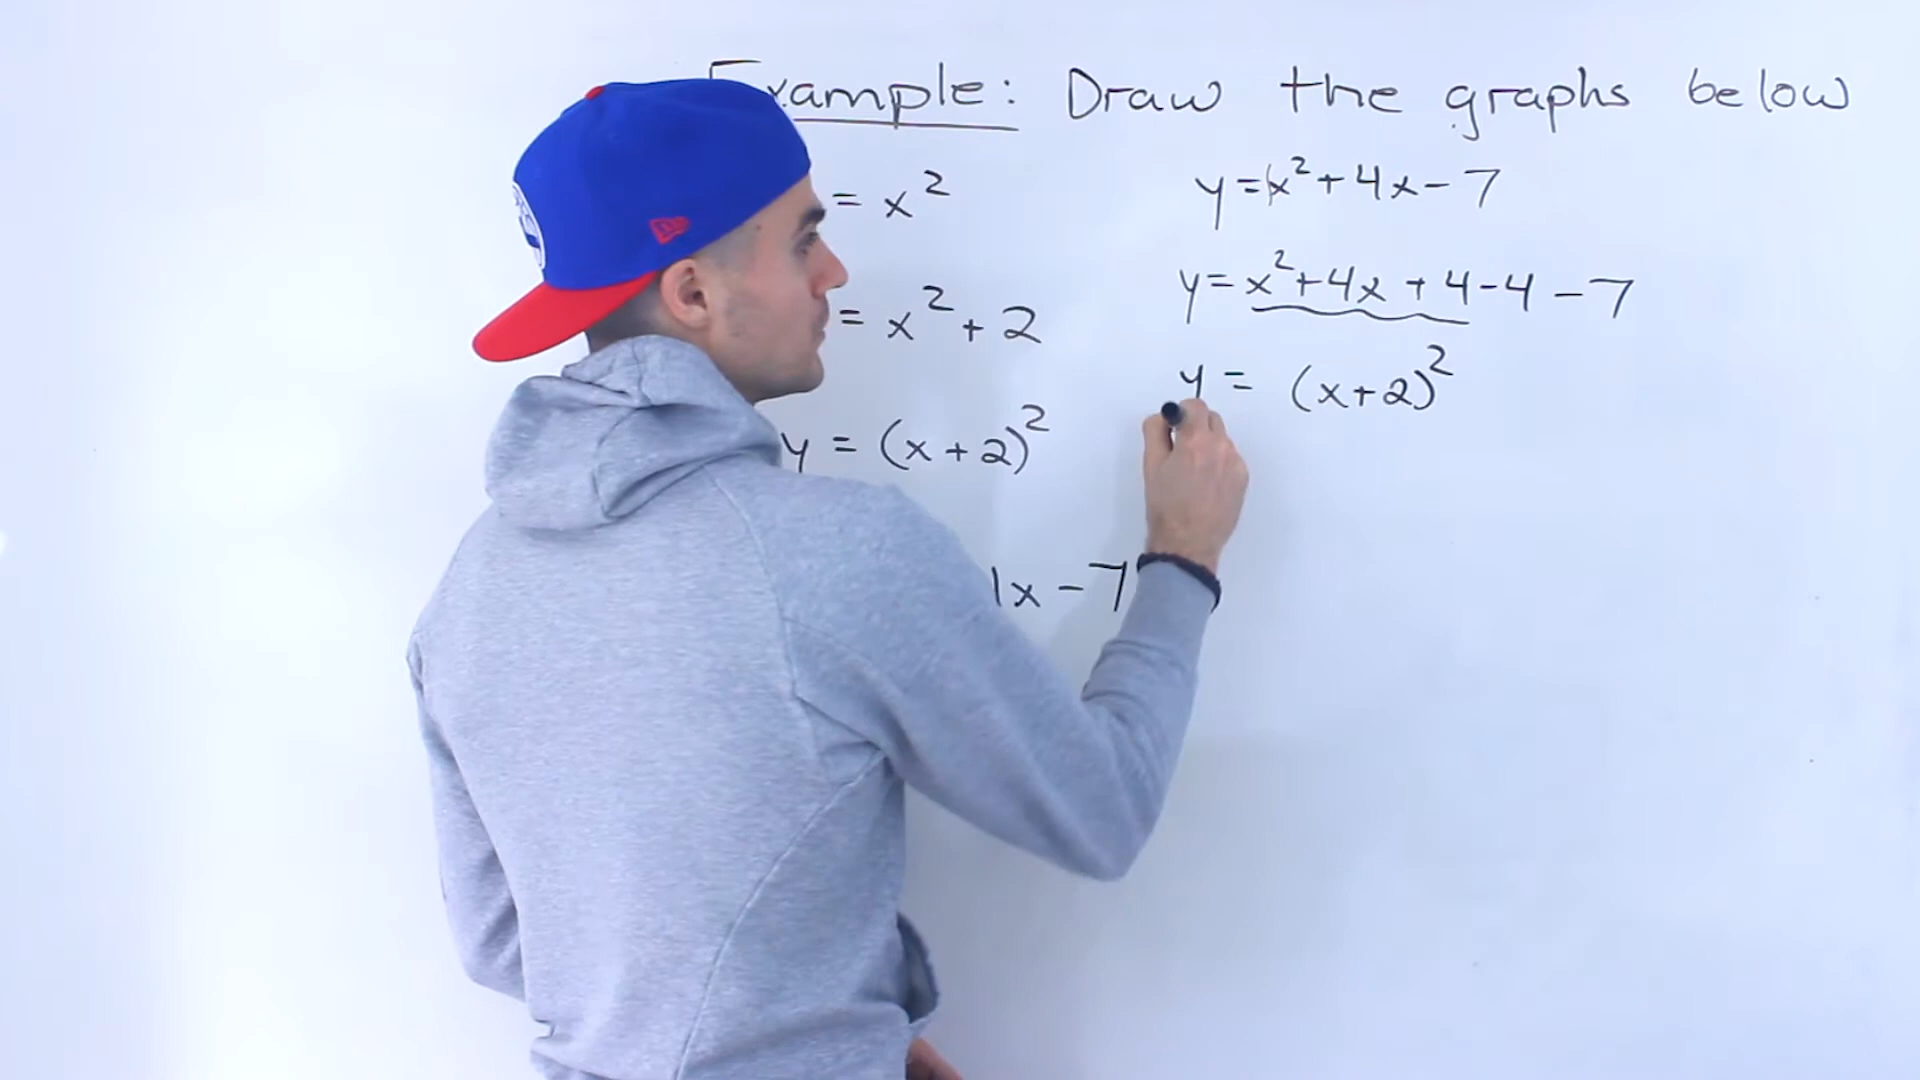 Example: Draw the graphs below
= x² 
= x² + 2
y = (x+2)²
x - 7
y = x² + 4x - 7
y = x² + 4x + 4 - 4 - 7
y = (x+2)²